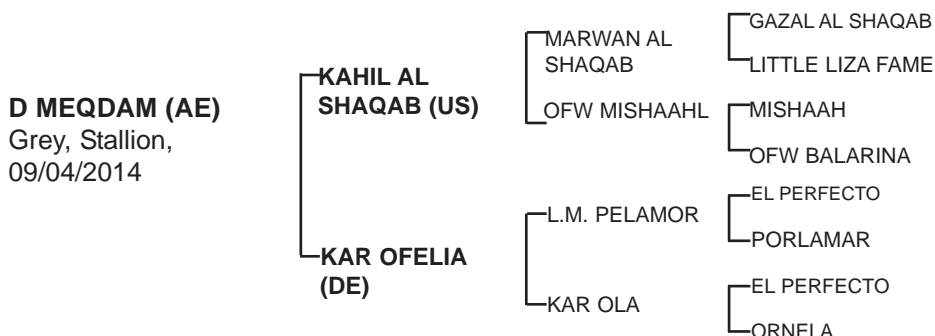 D MEQDAM (AE)
Grey, Stallion,
09/04/2014
KAHIL AL
SHAQAB (US)
KAR OFELIA
(DE)
MARWAN AL
SHAQAB
OFW MISHAAHL
L.M. PELAMOR
KAR OLA
GAZAL AL SHAQAB
LITTLE LIZA FAME
MISHAAH
OFW BALARINA
EL PERFECTO
PORLAMAR
EL PERFECTO
ORNELA